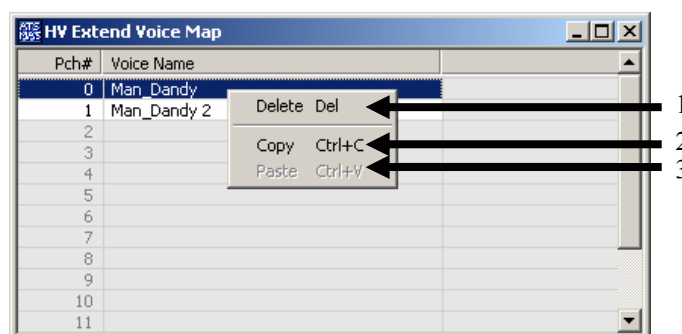 HV Extend Voice Map
Pch# Voice Name
0 Man_Dandy
1 Man_Dandy 2
2
3
4
5
6
7
8
9
10
11
Delete Del
Copy Ctrl+C
Paste Ctrl+V
1
2
3